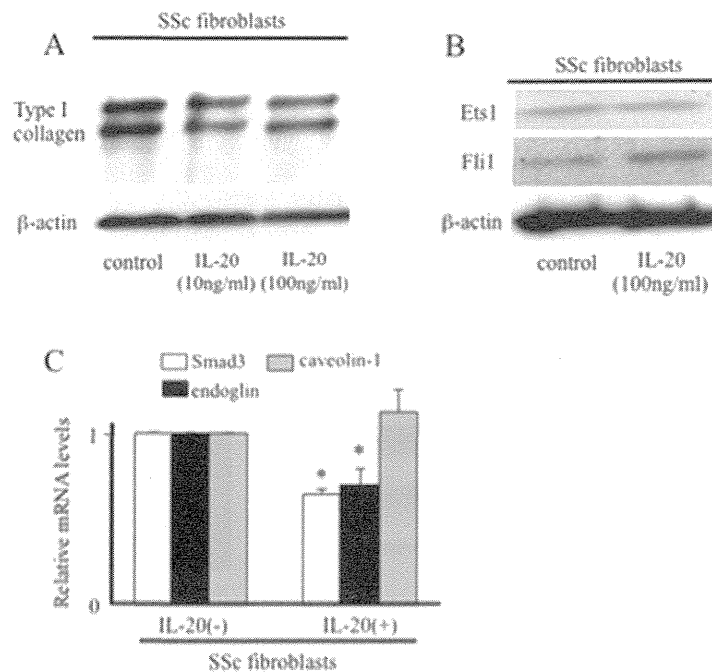 A
SSc fibroblasts
Type I
collagen
β-actin
control
IL-20
(10ng/ml)
IL-20
(100ng/ml)
B
SSc fibroblasts
Ets1
Fli1
β-actin
control
IL-20
(100ng/ml)
C
Smad3
caveolin-1
endoglin
Relative mRNA levels
1
0
*
*
IL-20(-)
IL-20(+)
SSc fibroblasts